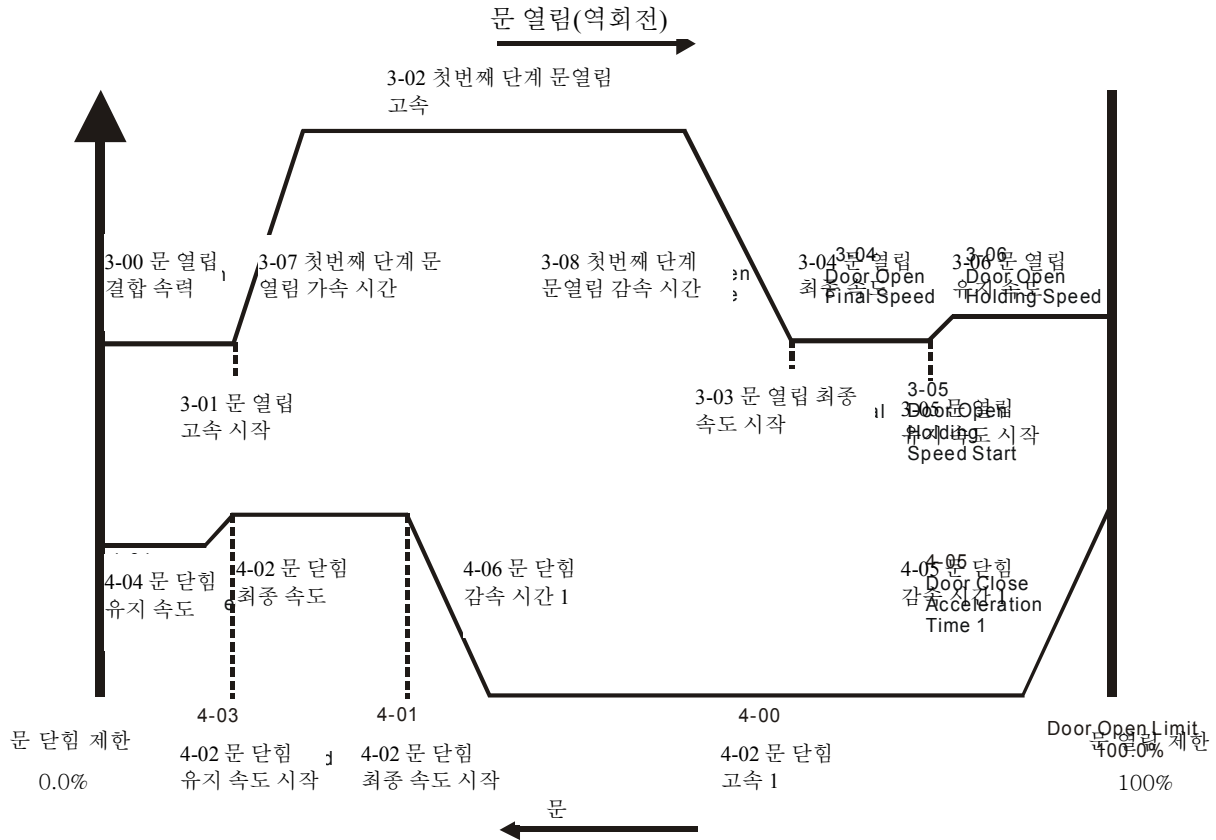 문 열림(역회전)
3-02 첫번째 단계 문열림
고속
3-00 문 열림
결합 속력
3-07 첫번째 단계 문
열림 가속 시간
3-08 첫번째 단계
문열림 감속 시간
3-04 문 열림
최종 속도
3-04
Door Open
Final Speed
3-06 문 열림
유지 속도
3-06
Door Open
Holding Speed
3-01 문 열림
고속 시작
3-03 문 열림 최종
속도 시작
3-05 문 열림
유지 속도 시작
3-05
Door Open
Holding
Speed Start
4-04 문 닫힘
유지 속도
4-02 문 닫힘
최종 속도
4-06 문 닫힘
감속 시간 1
4-05 문 닫힘
감속 시간 1
4-05
Door Close
Acceleration
Time 1
4-03
4-01
4-00
문 닫힘 제한
0.0%
4-02 문 닫힘
유지 속도 시작
4-02 문 닫힘
최종 속도 시작
4-02 문 닫힘
고속 1
Door Open Limit
100.0%
문 열림 제한
100%
문